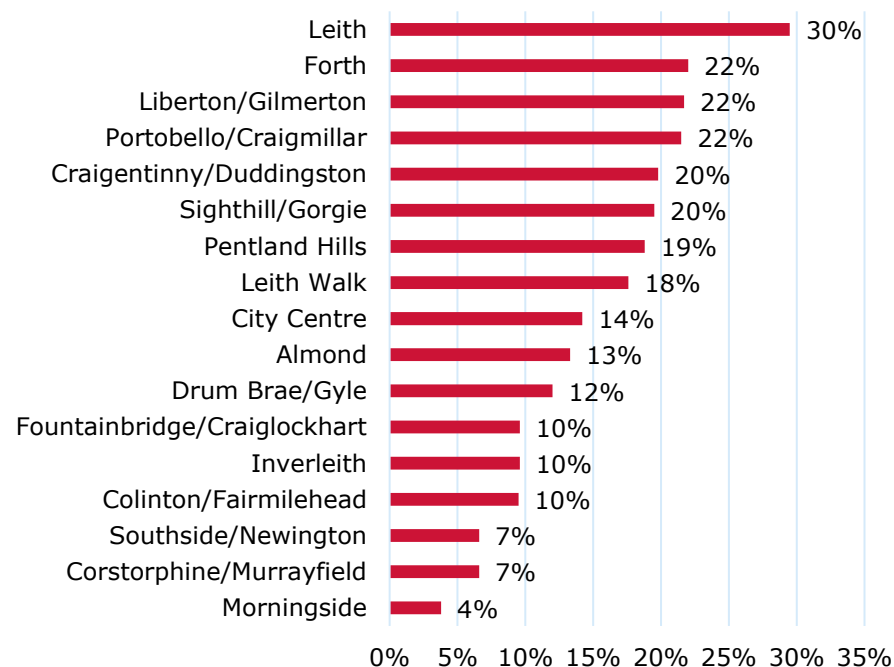 Leith 30%
Forth 22%
Liberton/Gilmerton 22%
Portobello/Craigmillar 22%
Craigentinny/Duddingston 20%
Sighthill/Gorgie 20%
Pentland Hills 19%
Leith Walk 18%
City Centre 14%
Almond 13%
Drum Brae/Gyle 12%
Fountainbridge/Craiglockhart 10%
Inverleith 10%
Colinton/Fairmilehead 10%
Southside/Newington 7%
Corstorphine/Murrayfield 7%
Morningside 4%
0% 5% 10% 15% 20% 25% 30% 35%